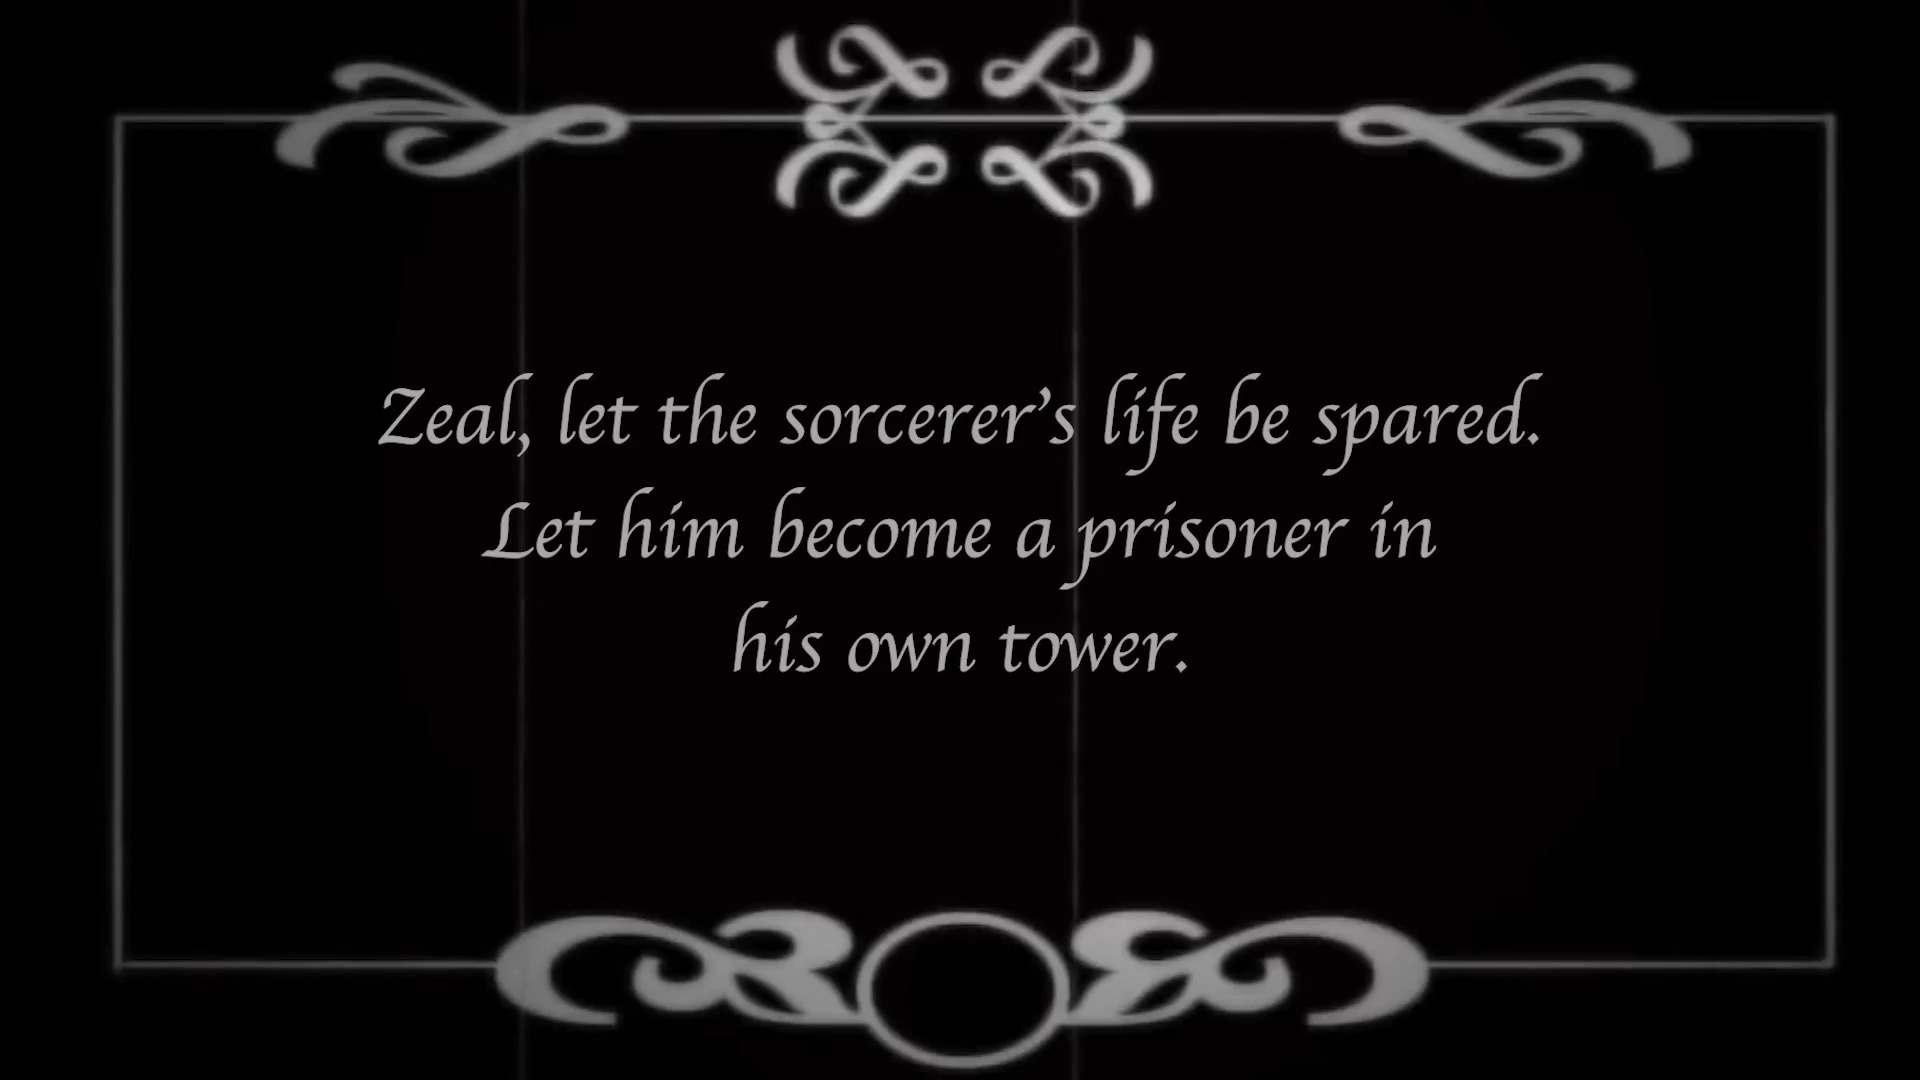 Zeal, let the sorcerer's life be spared.
Let him become a prisoner in
his own tower.